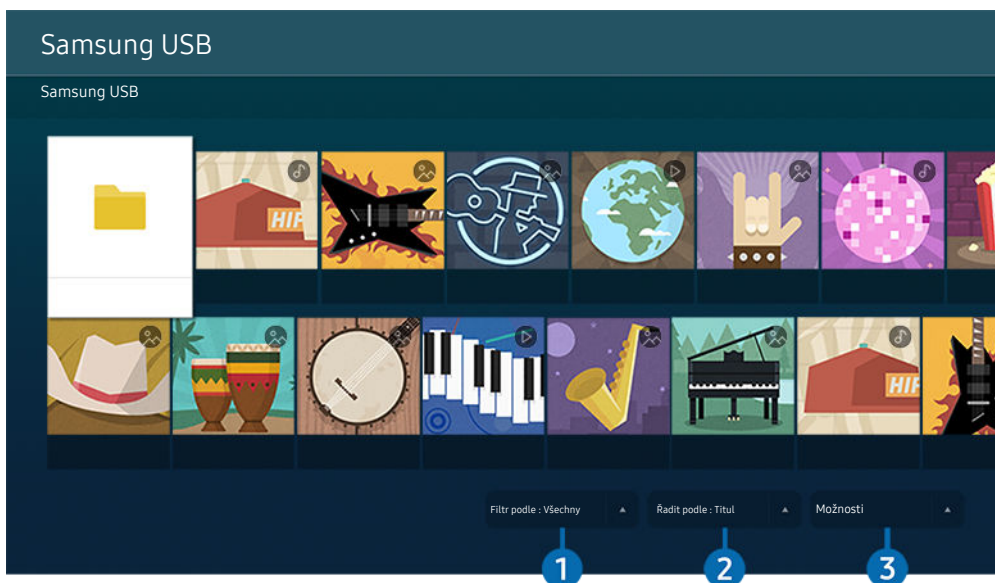 Samsung USB
Samsung USB
HIP
HIP
Filtr podle : Všechny
Řadit podle : Titul
Možnosti
1
2
3